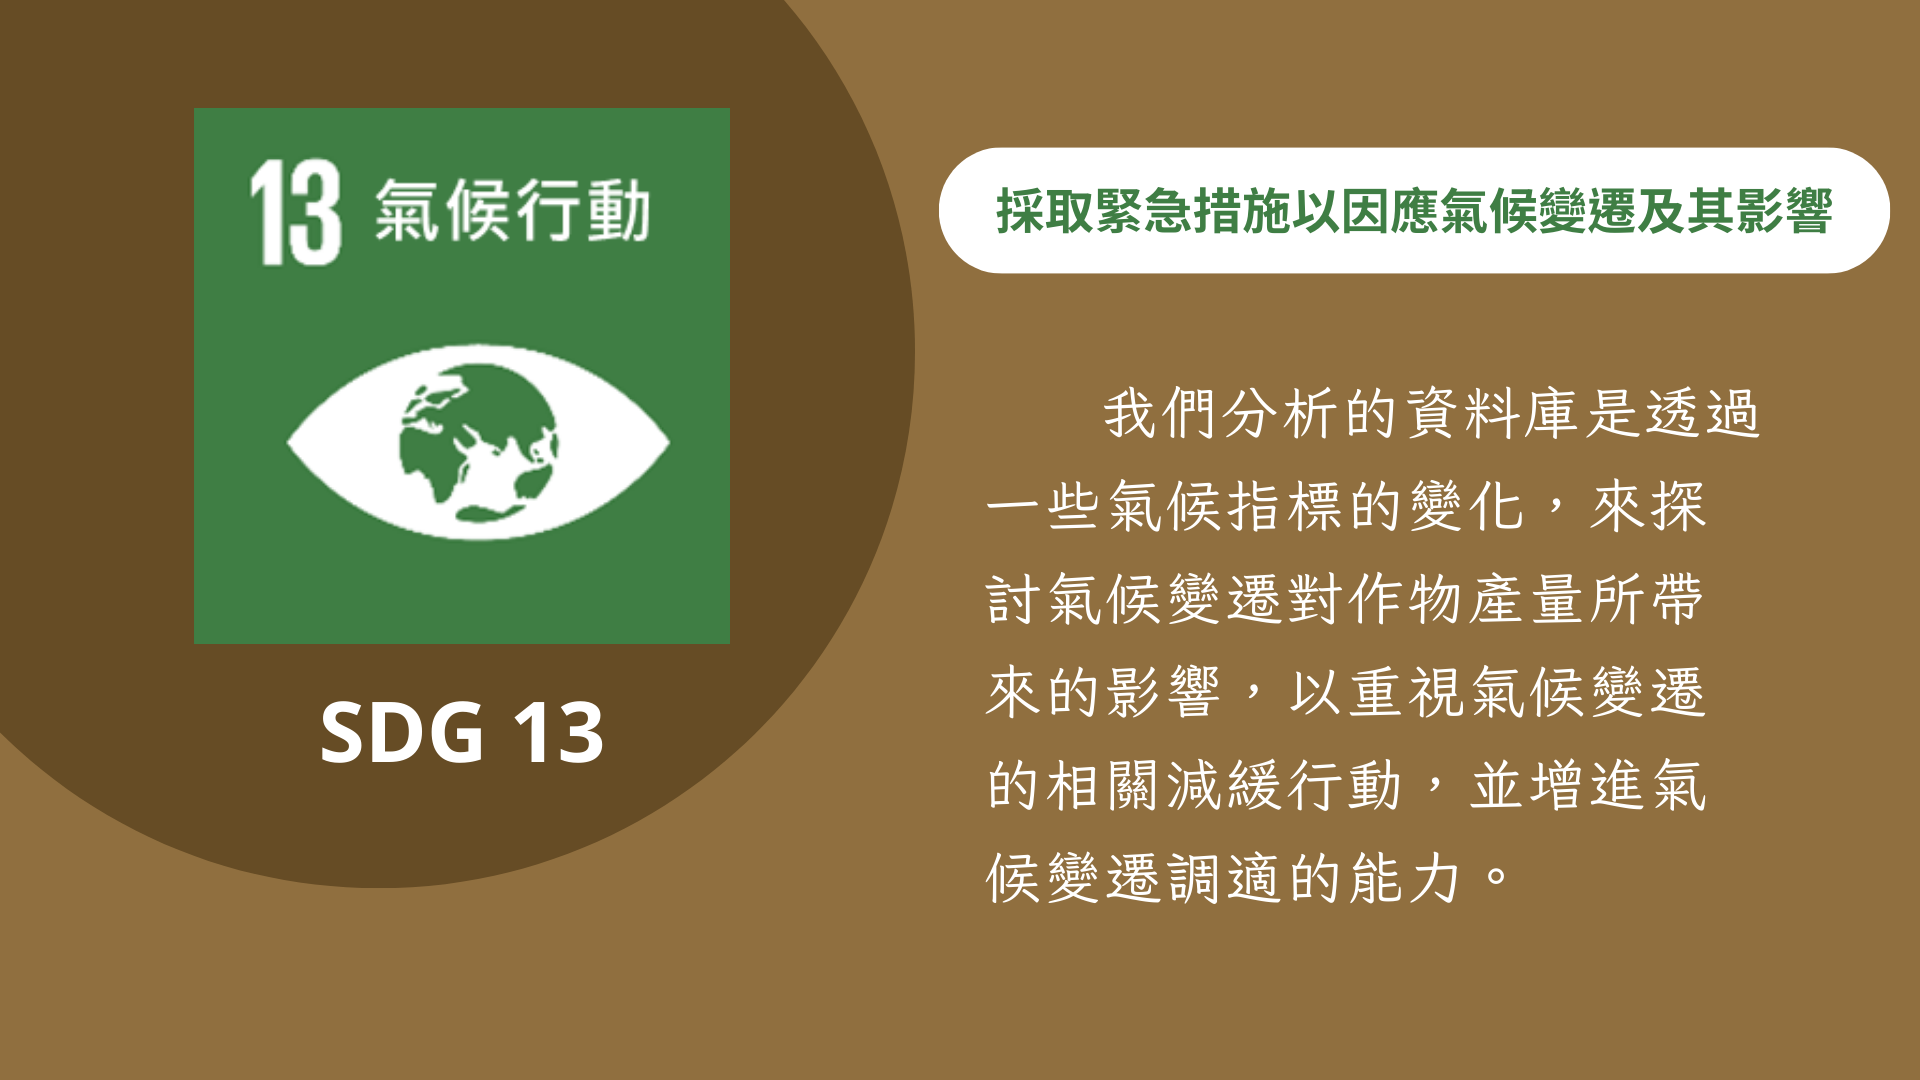 13 氣候行動
SDG 13
採取緊急措施以因應氣候變遷及其影響
我們分析的資料庫是透過
一些氣候指標的變化，來探
討氣候變遷對作物產量所帶
來的影響，以重視氣候變遷
的相關減緩行動，並增進氣
候變遷調適的能力。